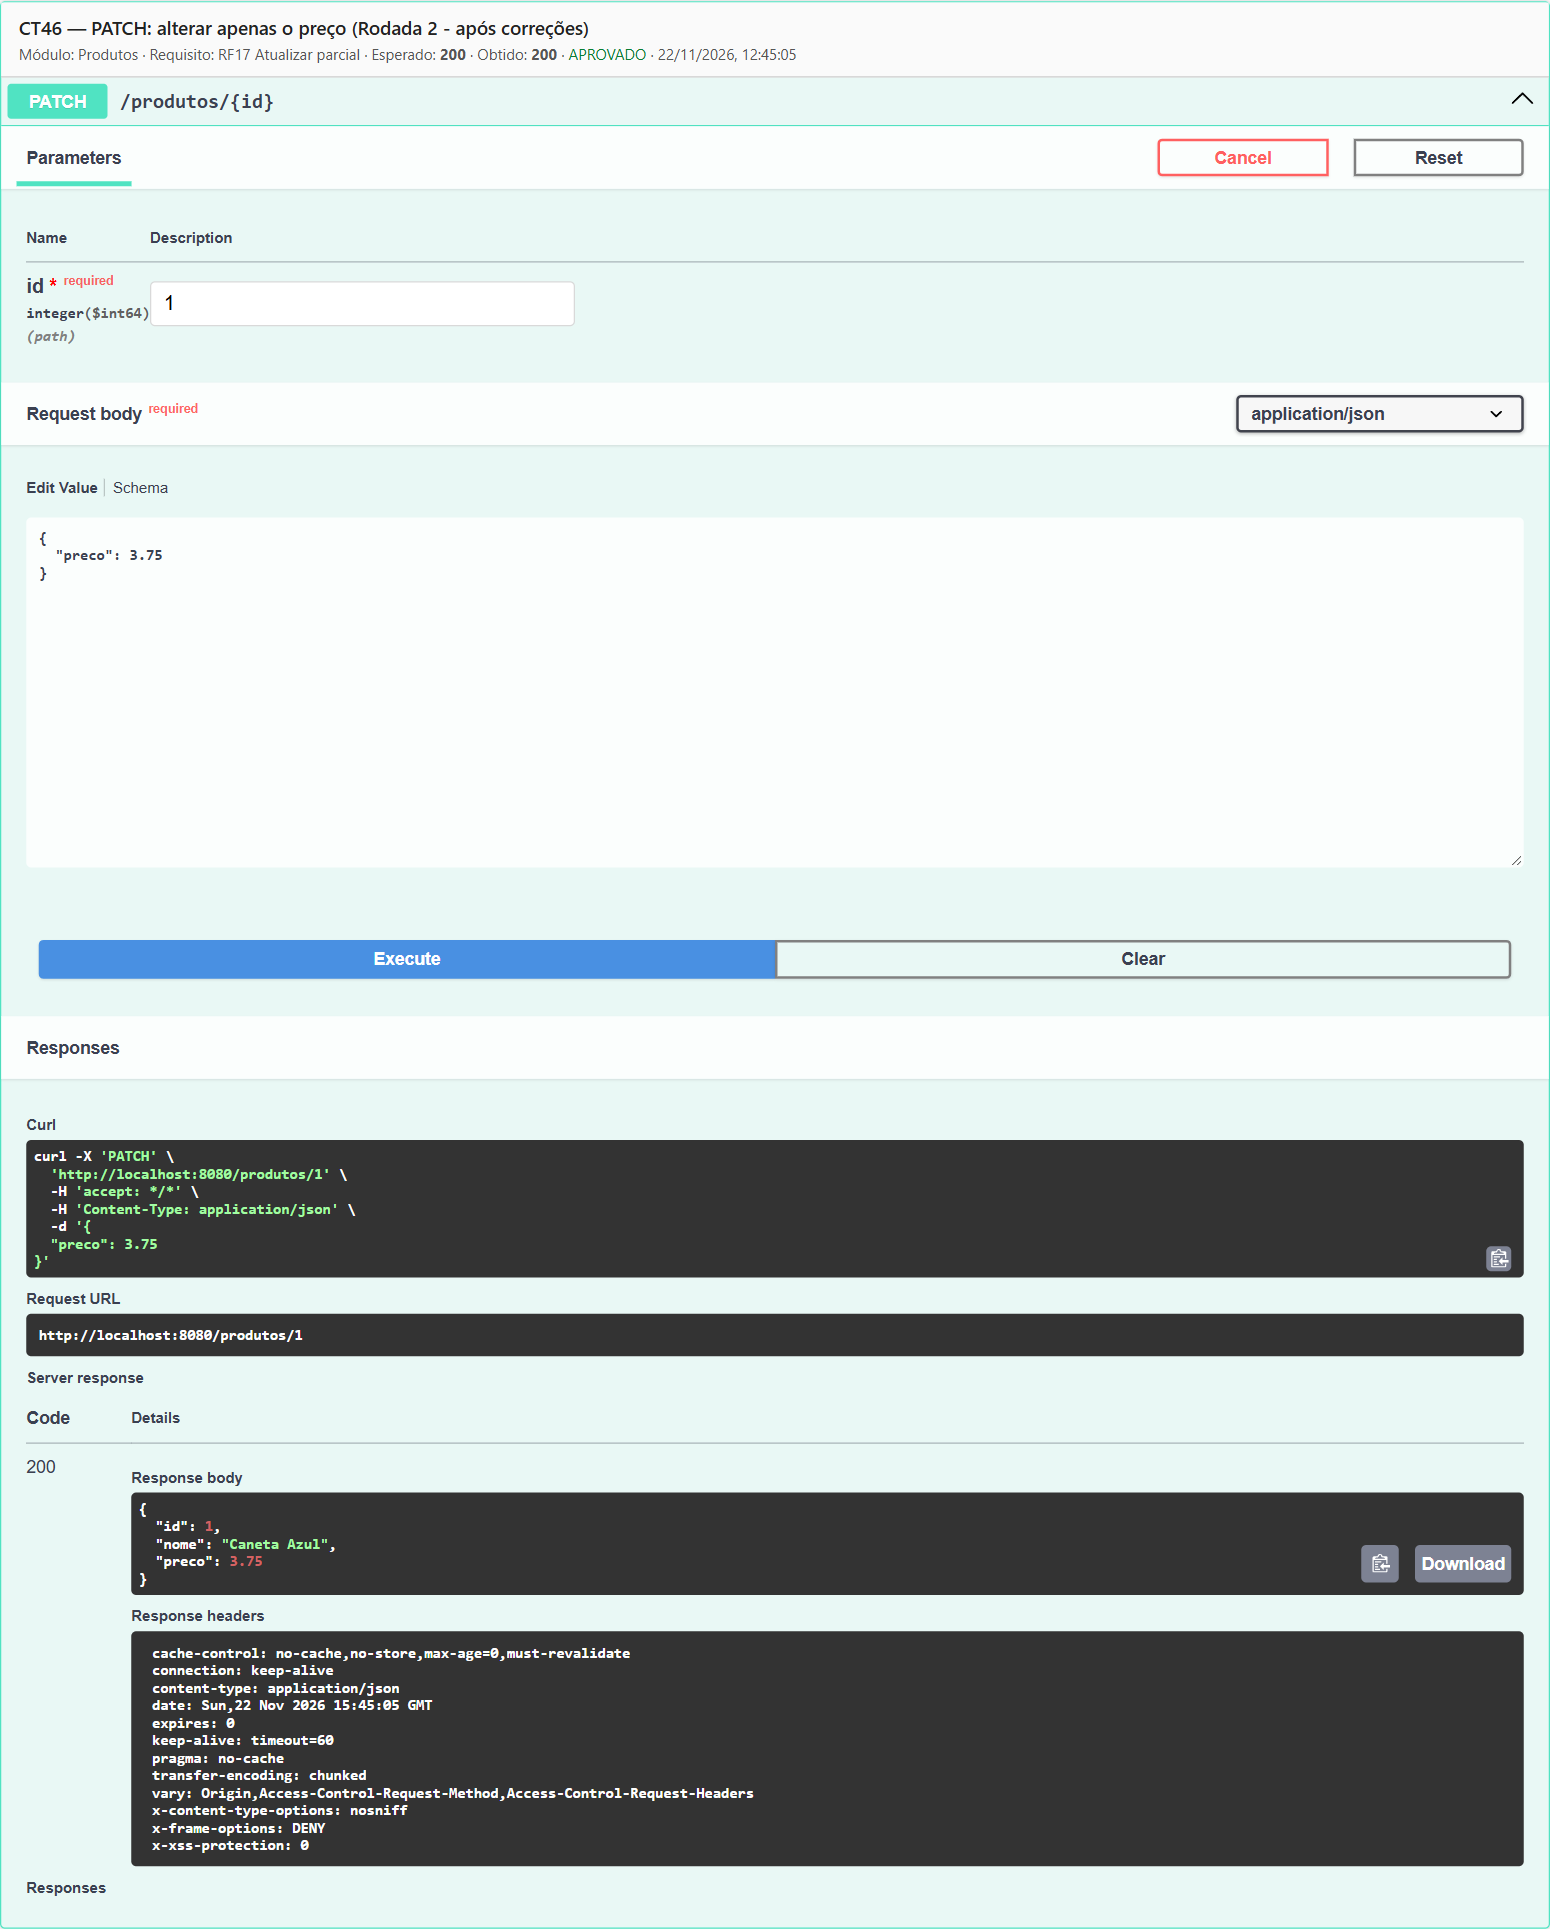 CT46 — PATCH: alterar apenas o preço (Rodada 2 - após correções)
Módulo: Produtos · Requisito: RF17 Atualizar parcial · Esperado: 200 · Obtido: 200 · APROVADO · 22/11/2026, 12:45:05
PATCH /produtos/{id}
Parameters
Cancel
Reset
Name Description
id * required
integer($int64)
(path)
1
Request body required
application/json
Edit Value Schema
{
  "preco": 3.75
}
Execute
Clear
Responses
Curl
curl -X 'PATCH' \
  'http://localhost:8080/produtos/1' \
  -H 'accept: */*' \
  -H 'Content-Type: application/json' \
  -d '{
  "preco": 3.75
}'
Request URL
http://localhost:8080/produtos/1
Server response
Code Details
200
Response body
{
  "id": 1,
  "nome": "Caneta Azul",
  "preco": 3.75
}
Download
Response headers
cache-control: no-cache,no-store,max-age=0,must-revalidate
connection: keep-alive
content-type: application/json
date: Sun,22 Nov 2026 15:45:05 GMT
expires: 0
keep-alive: timeout=60
pragma: no-cache
transfer-encoding: chunked
vary: Origin,Access-Control-Request-Method,Access-Control-Request-Headers
x-content-type-options: nosniff
x-frame-options: DENY
x-xss-protection: 0
Responses